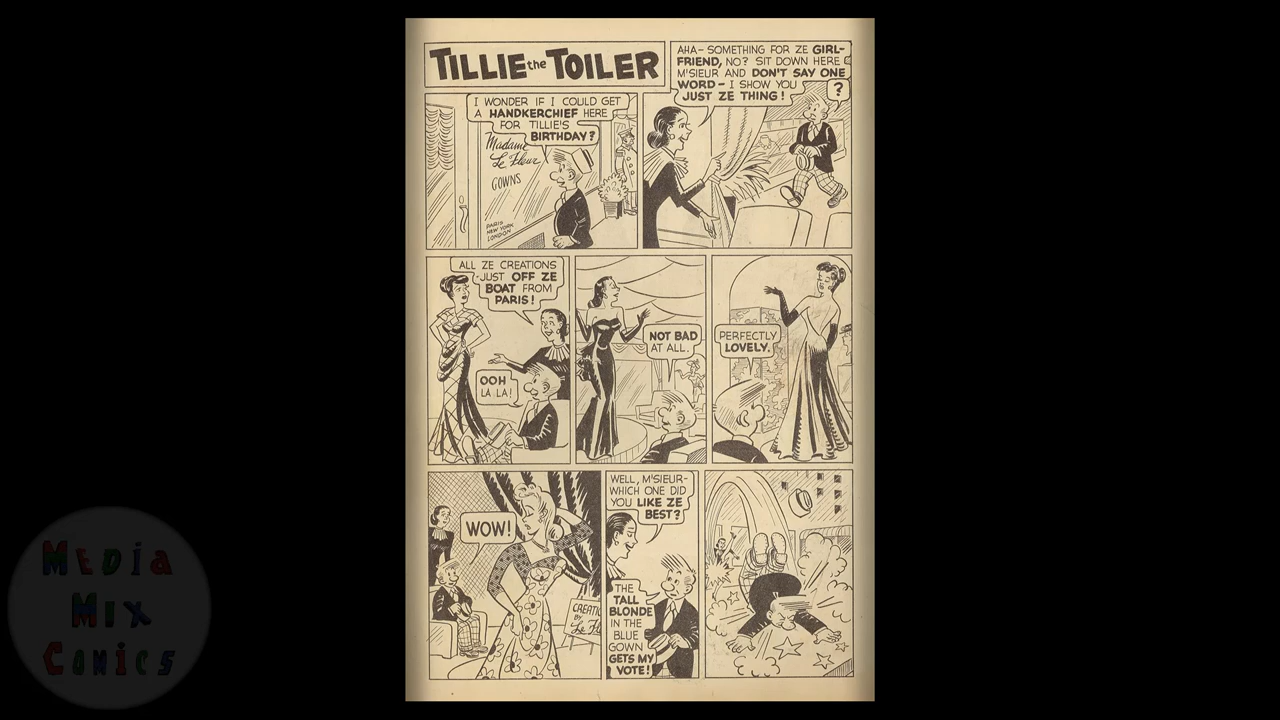 TILLIE the TOILER
I WONDER IF I COULD GET
A HANDKERCHIEF HERE
FOR TILLIE'S
BIRTHDAY?
Madame
Le Fleur
GOWNS
PARIS
NEW YORK
LONDON
AHA- SOMETHING FOR ZE GIRL-
FRIEND, NO? SIT DOWN HERE
M'SIEUR AND DON'T SAY ONE
WORD- I SHOW YOU
JUST ZE THING!
?
ALL ZE CREATIONS
JUST OFF ZE
BOAT FROM
PARIS!
OOH
LA LA!
NOT BAD
AT ALL.
PERFECTLY
LOVELY.
WOW!
CREATIO
BY
Le Fl
WELL, M'SIEUR-
WHICH ONE DID
YOU LIKE ZE
BEST?
THE
TALL
BLONDE
IN THE
BLUE
GOWN
GETS MY
VOTE!
MEDIA
MIX
COMICS